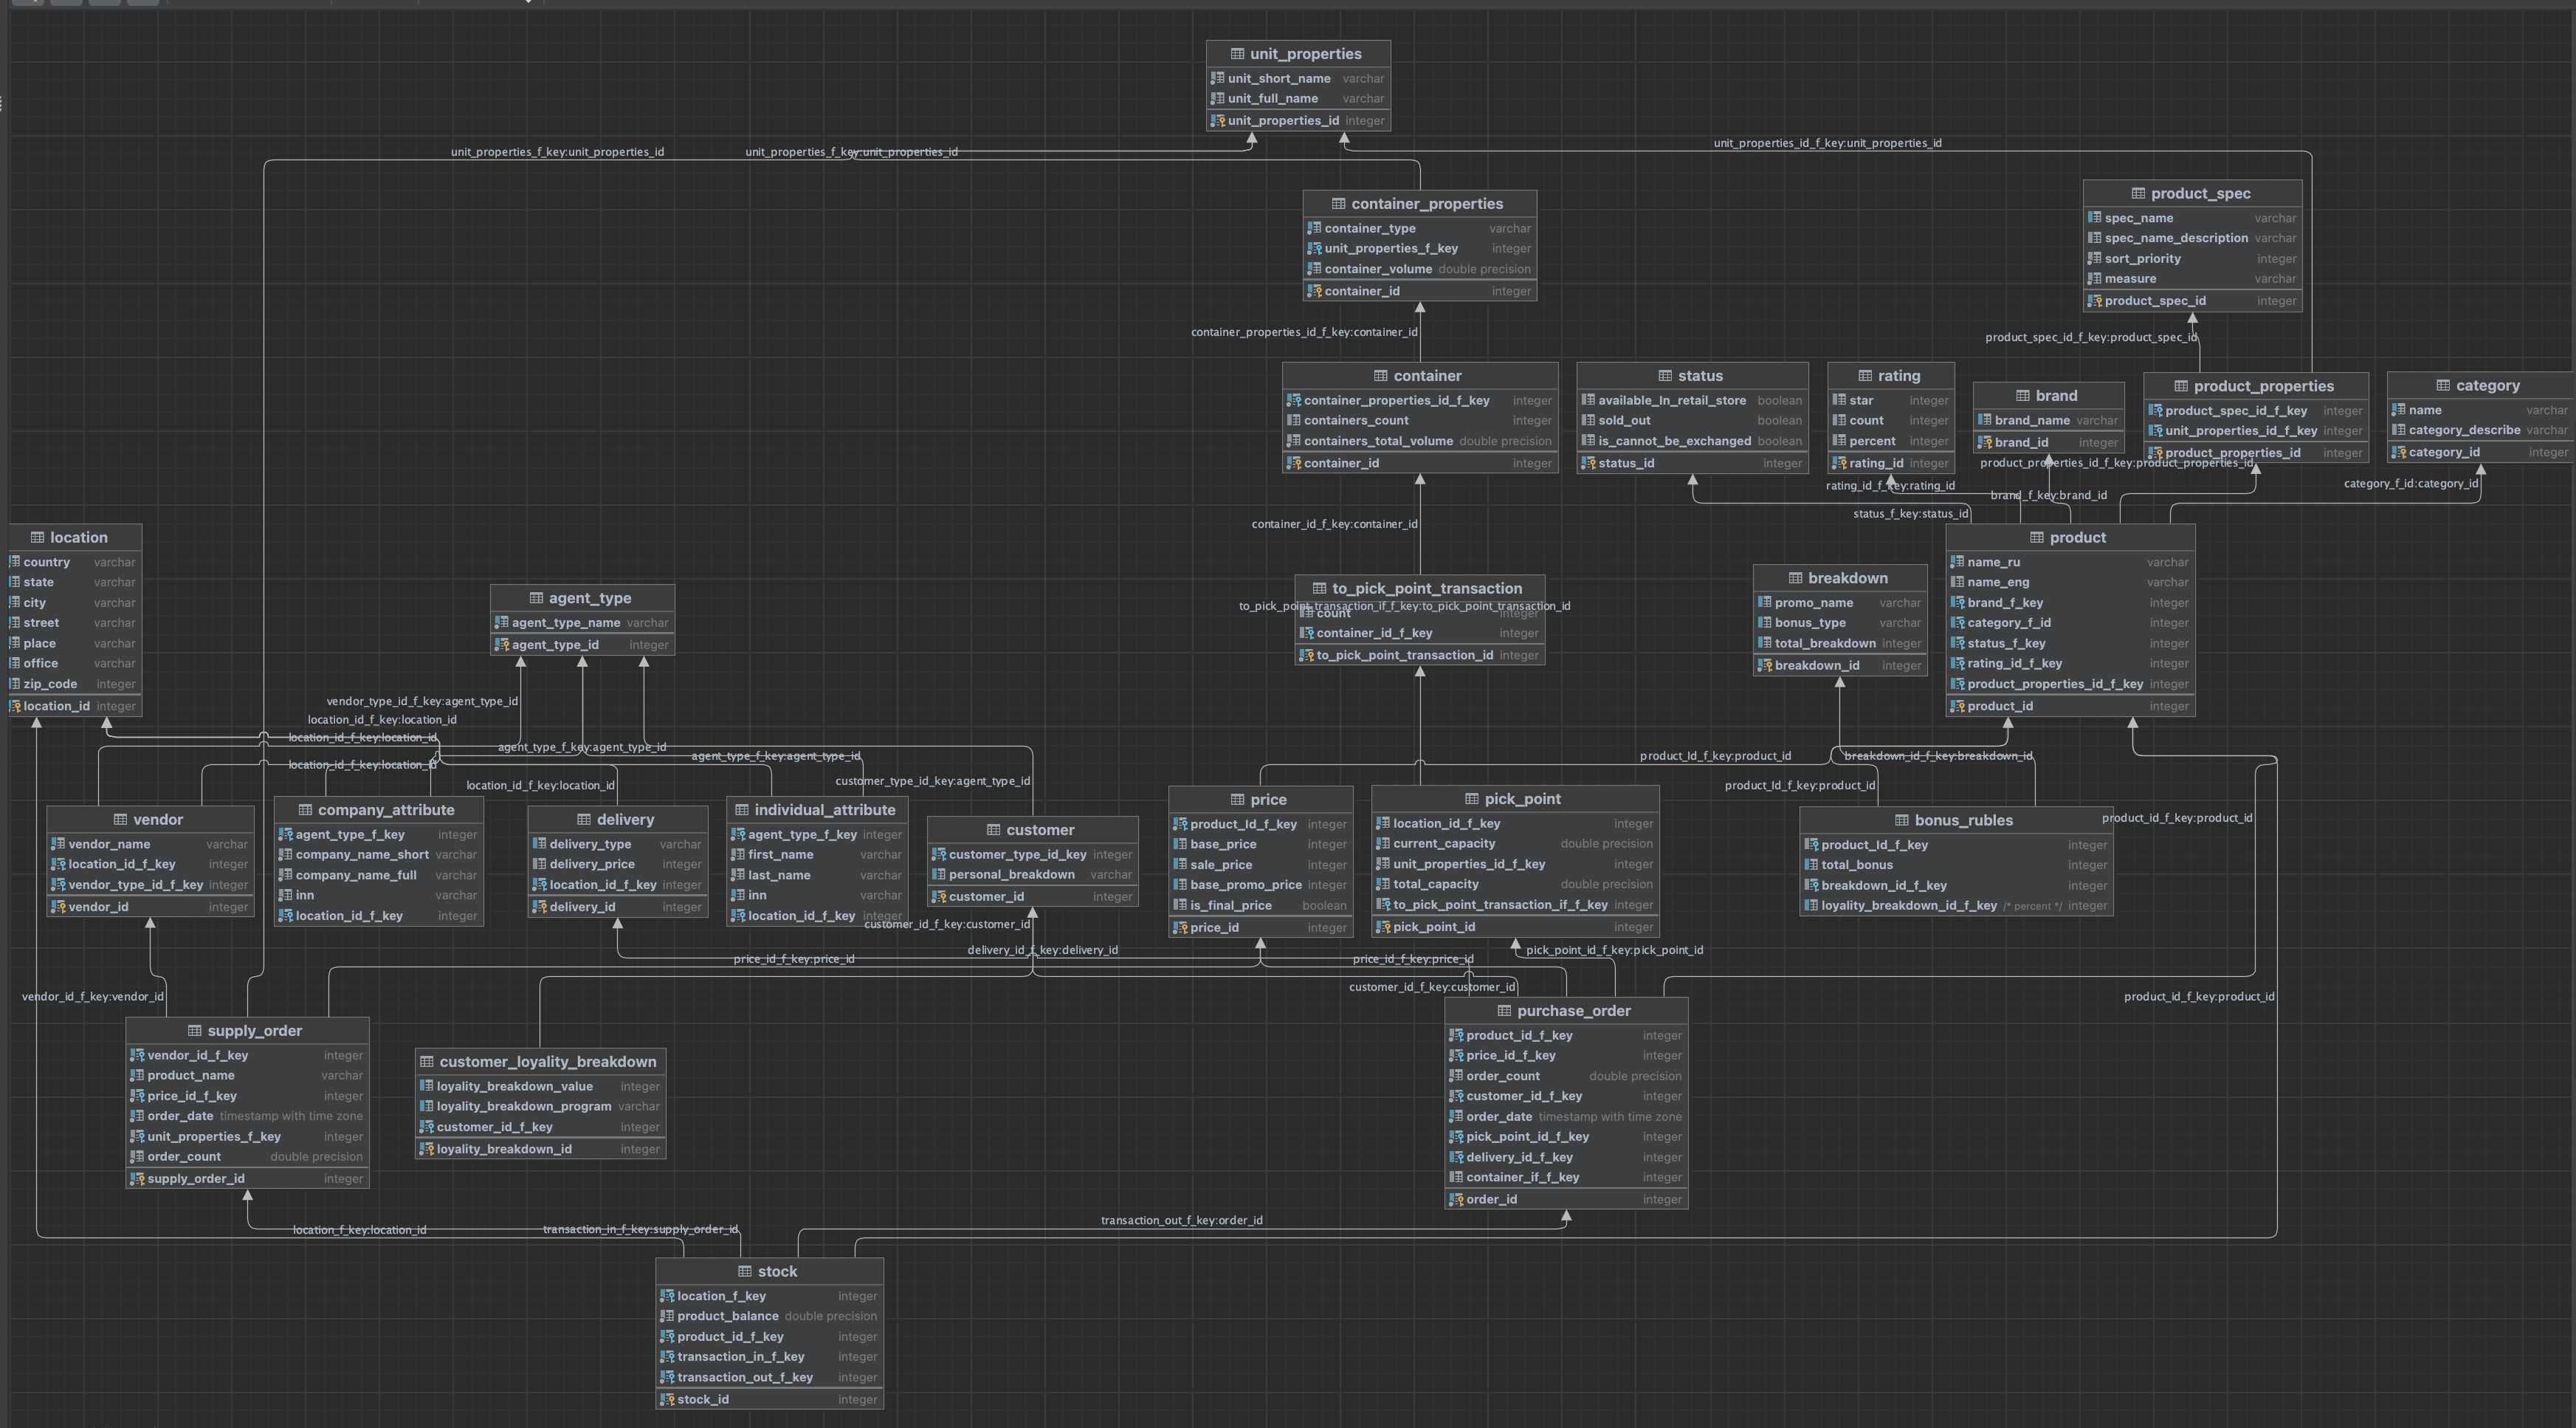 unit_properties
unit_short_name varchar
unit_full_name varchar
unit_properties_id integer
unit_properties_f_key:unit_properties_id
unit_properties_f_key:unit_properties_id
unit_properties_id_f_key:unit_properties_id
container_properties
container_type varchar
unit_properties_f_key integer
container_volume double precision
container_id integer
product_spec
spec_name varchar
spec_name_description varchar
sort_priority integer
measure varchar
product_spec_id integer
container_properties_id_f_key:container_id
product_spec_id_f_key:product_spec_id
container
container_properties_id_f_key integer
containers_count integer
containers_total_volume double precision
container_id integer
status
available_In_retail_store boolean
sold_out boolean
is_cannot_be_exchanged boolean
status_id integer
rating
star integer
count integer
percent integer
rating_id integer
brand
brand_name varchar
brand_id integer
product_properties
product_spec_id_f_key integer
unit_properties_id_f_key integer
product_properties_id integer
category
name varchar
category_describe varchar
category_id integer
product_properties_id_f_key:product_properties_id
rating_id_f_key:rating_id
brand_f_key:brand_id
category_f_id:category_id
status_f_key:status_id
container_id_f_key:container_id
location
country varchar
state varchar
city varchar
street varchar
place varchar
office varchar
zip_code integer
location_id integer
agent_type
agent_type_name varchar
agent_type_id integer
to_pick_point_transaction
to_pick_point_transaction_if_f_key:to_pick_point_transaction_id
count integer
container_id_f_key integer
to_pick_point_transaction_id integer
breakdown
promo_name varchar
bonus_type varchar
total_breakdown integer
breakdown_id integer
product
name_ru varchar
name_eng varchar
brand_f_key integer
category_f_id integer
status_f_key integer
rating_id_f_key integer
product_properties_id_f_key integer
product_id integer
vendor_type_id_f_key:agent_type_id
location_id_f_key:location_id
location_id_f_key:location_id
agent_type_f_key:agent_type_id
agent_type_f_key:agent_type_id
location_id_f_key:location_id
customer_type_id_key:agent_type_id
location_id_f_key:location_id
product_Id_f_key:product_id
breakdown_id_f_key:breakdown_id
product_Id_f_key:product_id
product_id_f_key:product_id
vendor
vendor_name varchar
location_id_f_key integer
vendor_type_id_f_key integer
vendor_id integer
company_attribute
agent_type_f_key integer
company_name_short varchar
company_name_full varchar
inn varchar
location_id_f_key integer
delivery
delivery_type varchar
delivery_price integer
location_id_f_key integer
delivery_id integer
individual_attribute
agent_type_f_key integer
first_name varchar
last_name varchar
inn varchar
location_id_f_key integer
customer
customer_type_id_key integer
personal_breakdown varchar
customer_id integer
price
product_Id_f_key integer
base_price integer
sale_price integer
base_promo_price integer
is_final_price boolean
price_id integer
pick_point
location_id_f_key integer
current_capacity double precision
unit_properties_id_f_key integer
total_capacity double precision
to_pick_point_transaction_if_f_key integer
pick_point_id integer
bonus_rubles
product_Id_f_key integer
total_bonus integer
breakdown_id_f_key integer
loyality_breakdown_id_f_key /* percent */ integer
customer_id_f_key:customer_id
delivery_id_f_key:delivery_id
pick_point_id_f_key:pick_point_id
price_id_f_key:price_id
price_id_f_key:price_id
customer_id_f_key:customer_id
vendor_id_f_key:vendor_id
product_id_f_key:product_id
supply_order
vendor_id_f_key integer
product_name varchar
price_id_f_key integer
order_date timestamp with time zone
unit_properties_f_key integer
order_count double precision
supply_order_id integer
customer_loyality_breakdown
loyality_breakdown_value integer
loyality_breakdown_program varchar
customer_id_f_key integer
loyality_breakdown_id integer
purchase_order
product_id_f_key integer
price_id_f_key integer
order_count double precision
customer_id_f_key integer
order_date timestamp with time zone
pick_point_id_f_key integer
delivery_id_f_key integer
container_if_f_key integer
order_id integer
location_f_key:location_id
transaction_in_f_key:supply_order_id
transaction_out_f_key:order_id
stock
location_f_key integer
product_balance double precision
product_id_f_key integer
transaction_in_f_key integer
transaction_out_f_key integer
stock_id integer